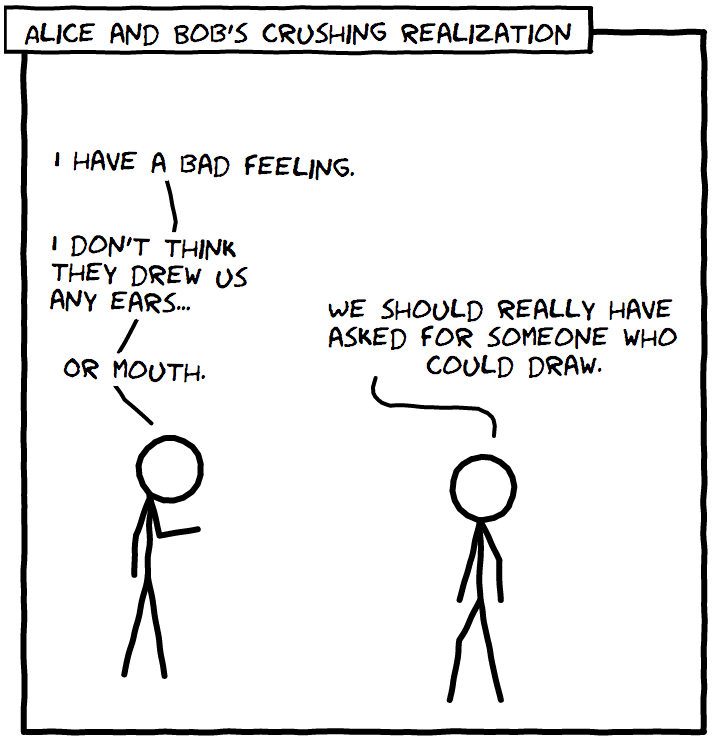 ALICE AND BOB'S CRUSHING REALIZATION
I HAVE A BAD FEELING.
I DON'T THINK
THEY DREW US
ANY EARS...
OR MOUTH.
WE SHOULD REALLY HAVE
ASKED FOR SOMEONE WHO
COULD DRAW.